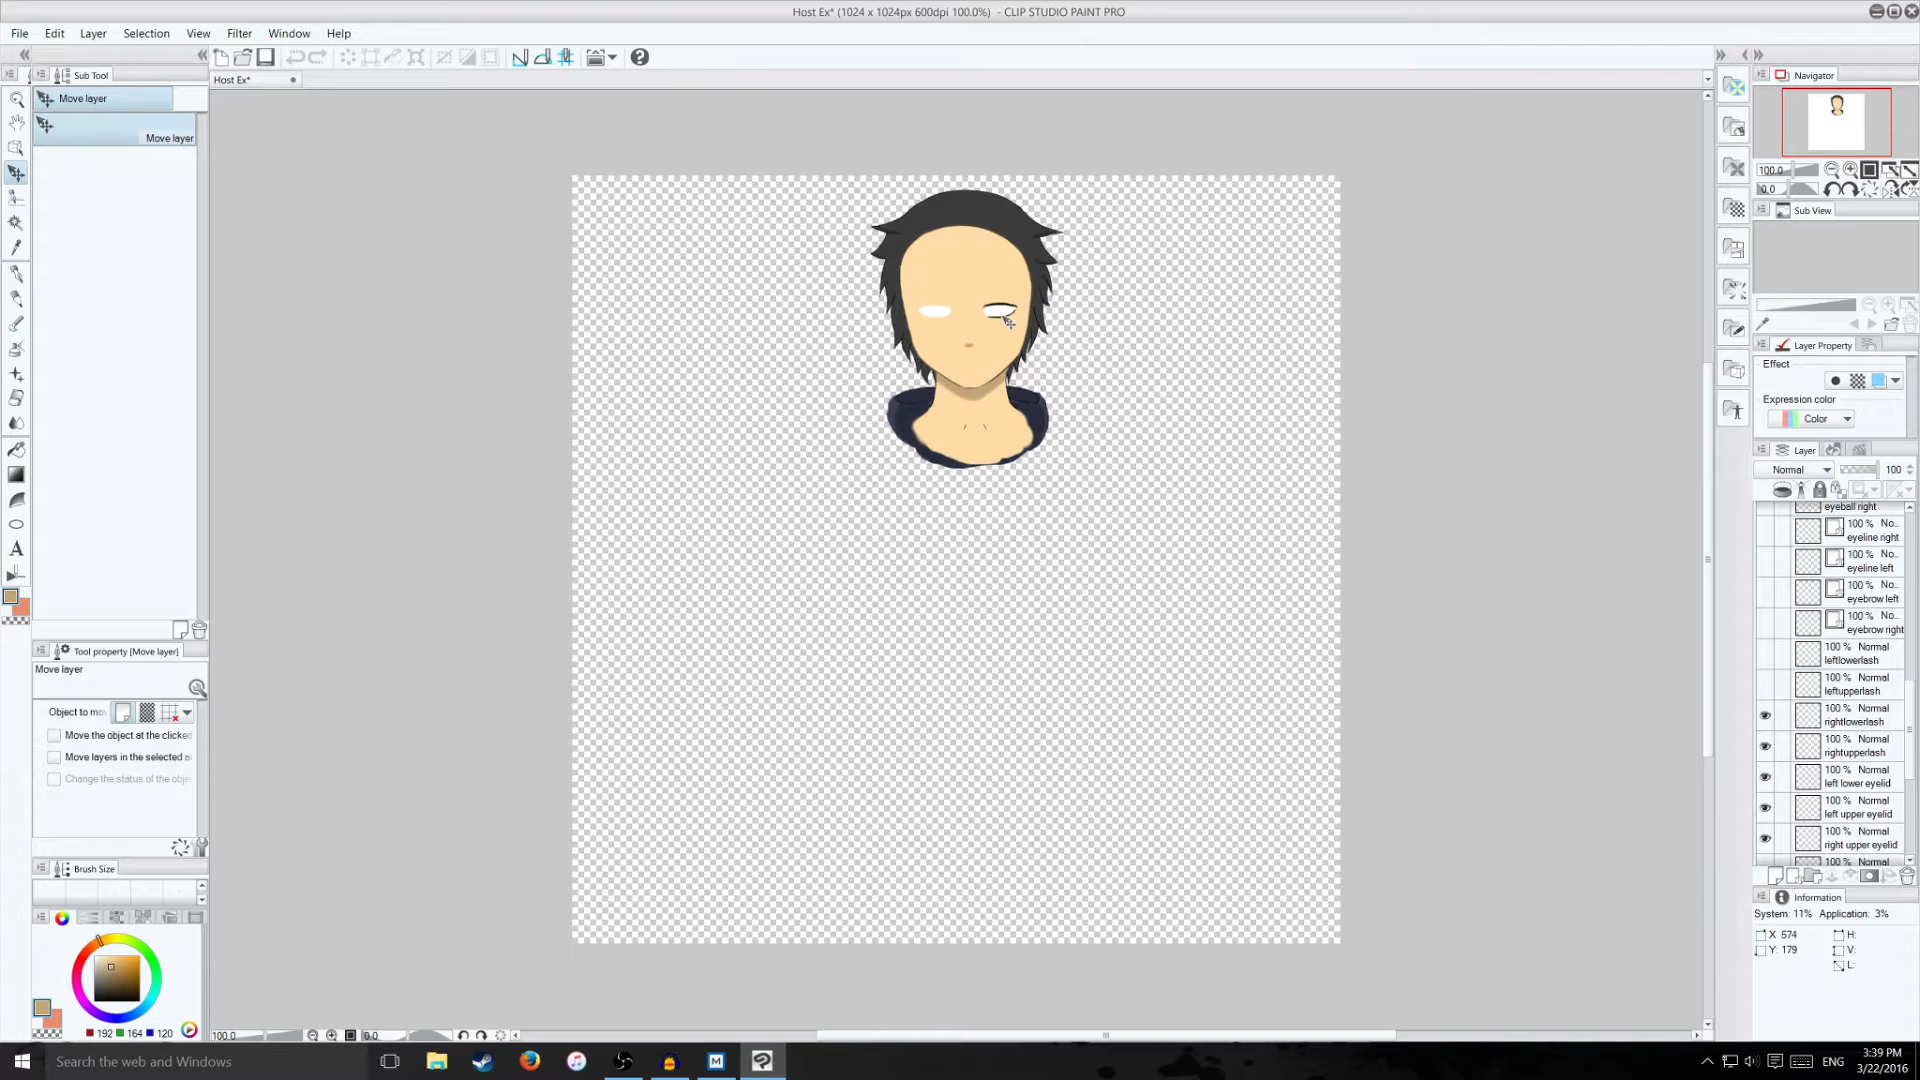 Host Ex* (1024 x 1024px 600dpi 100.0%) - CLIP STUDIO PAINT PRO
File Edit Layer Selection View Filter Window Help
Sub Tool
Host Ex*
Navigator
Move layer
Move layer
100.0
0.0
Sub View
Layer Property
Effect
Expression color
Color
Layer
Normal 100
eyeball right
100 % No...
eyeline right
100 % No...
eyeline left
100 % No...
eyebrow left
100 % No...
eyebrow right
100 % Normal
leftlowerlash
100 % Normal
leftupperlash
100 % Normal
rightlowerlash
100 % Normal
rightupperlash
100 % Normal
left lower eyelid
100 % Normal
left upper eyelid
100 % Normal
right upper eyelid
100 % Normal
Tool property [Move layer]
Move layer
Object to mo
Move the object at the clicked
Move layers in the selected a
Change the status of the obje
Brush Size
Information
System: 11% Application: 3%
X 574 H:
Y: 179 V:
L:
192 164 120
100.0 0.0
Search the web and Windows
ENG
3:39 PM
3/22/2016